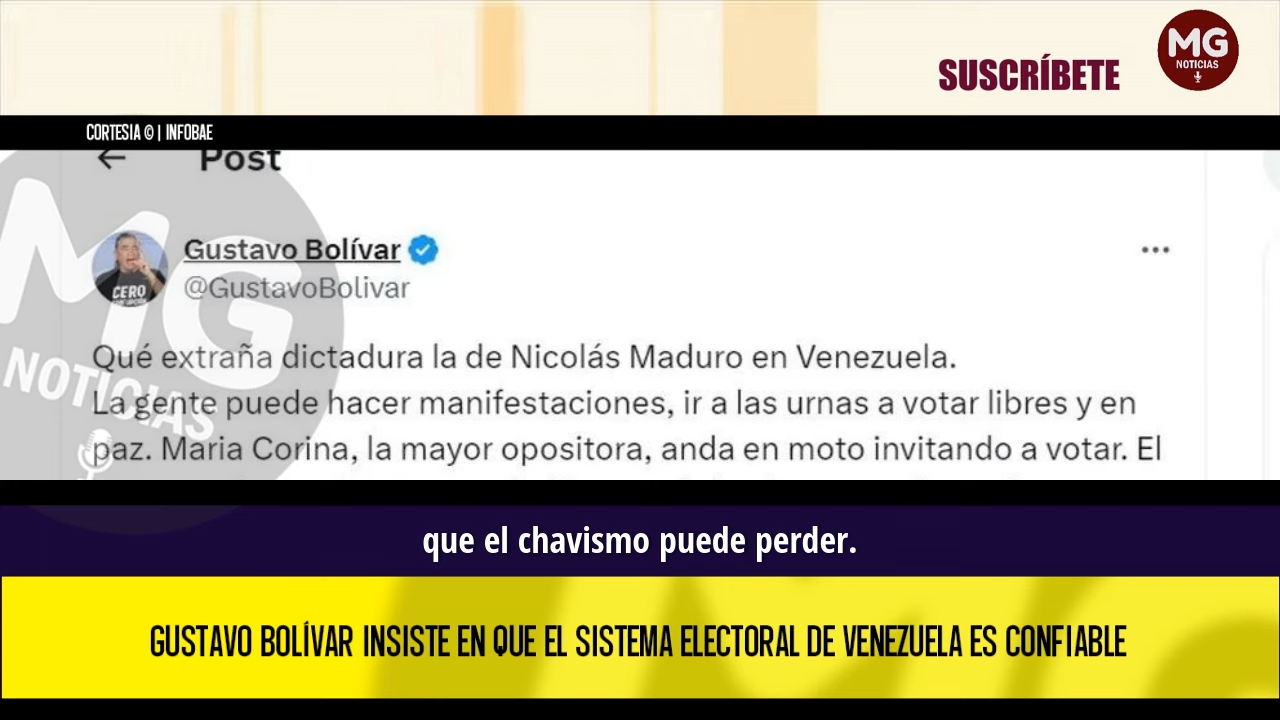 SUSCRÍBETE
MG
NOTICIAS
CORTESIA © | INFOBAE
Post
Gustavo Bolívar
@GustavoBolivar
CERO
Qué extraña dictadura la de Nicolás Maduro en Venezuela.
La gente puede hacer manifestaciones, ir a las urnas a votar libres y en
paz. Maria Corina, la mayor opositora, anda en moto invitando a votar. El
MG
NOTICIAS
que el chavismo puede perder.
GUSTAVO BOLÍVAR INSISTE EN QUE EL SISTEMA ELECTORAL DE VENEZUELA ES CONFIABLE